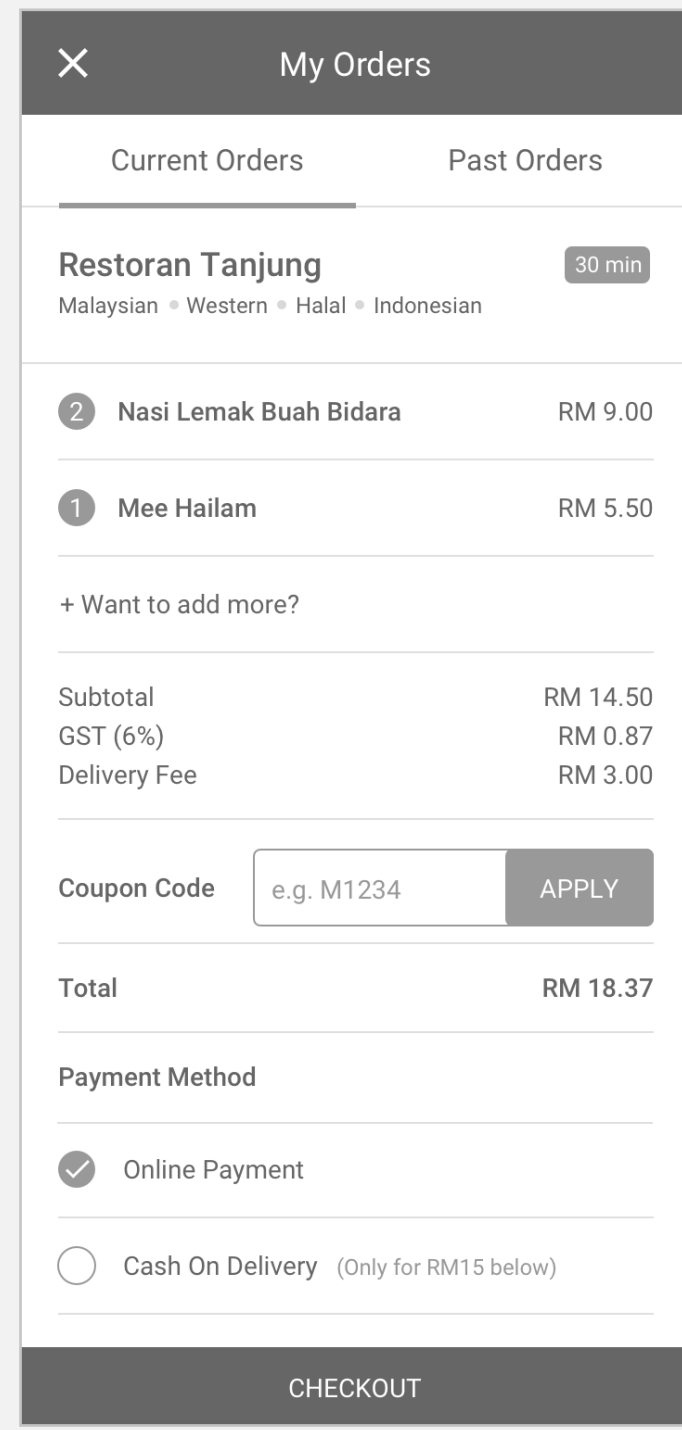 My Orders
Current Orders Past Orders
Restoran Tanjung 30 min
Malaysian Western Halal Indonesian
2 Nasi Lemak Buah Bidara RM 9.00
1 Mee Hailam RM 5.50
+ Want to add more?
Subtotal RM 14.50
GST (6%) RM 0.87
Delivery Fee RM 3.00
Coupon Code e.g. M1234 APPLY
Total RM 18.37
Payment Method
Online Payment
Cash On Delivery (Only for RM15 below)
CHECKOUT